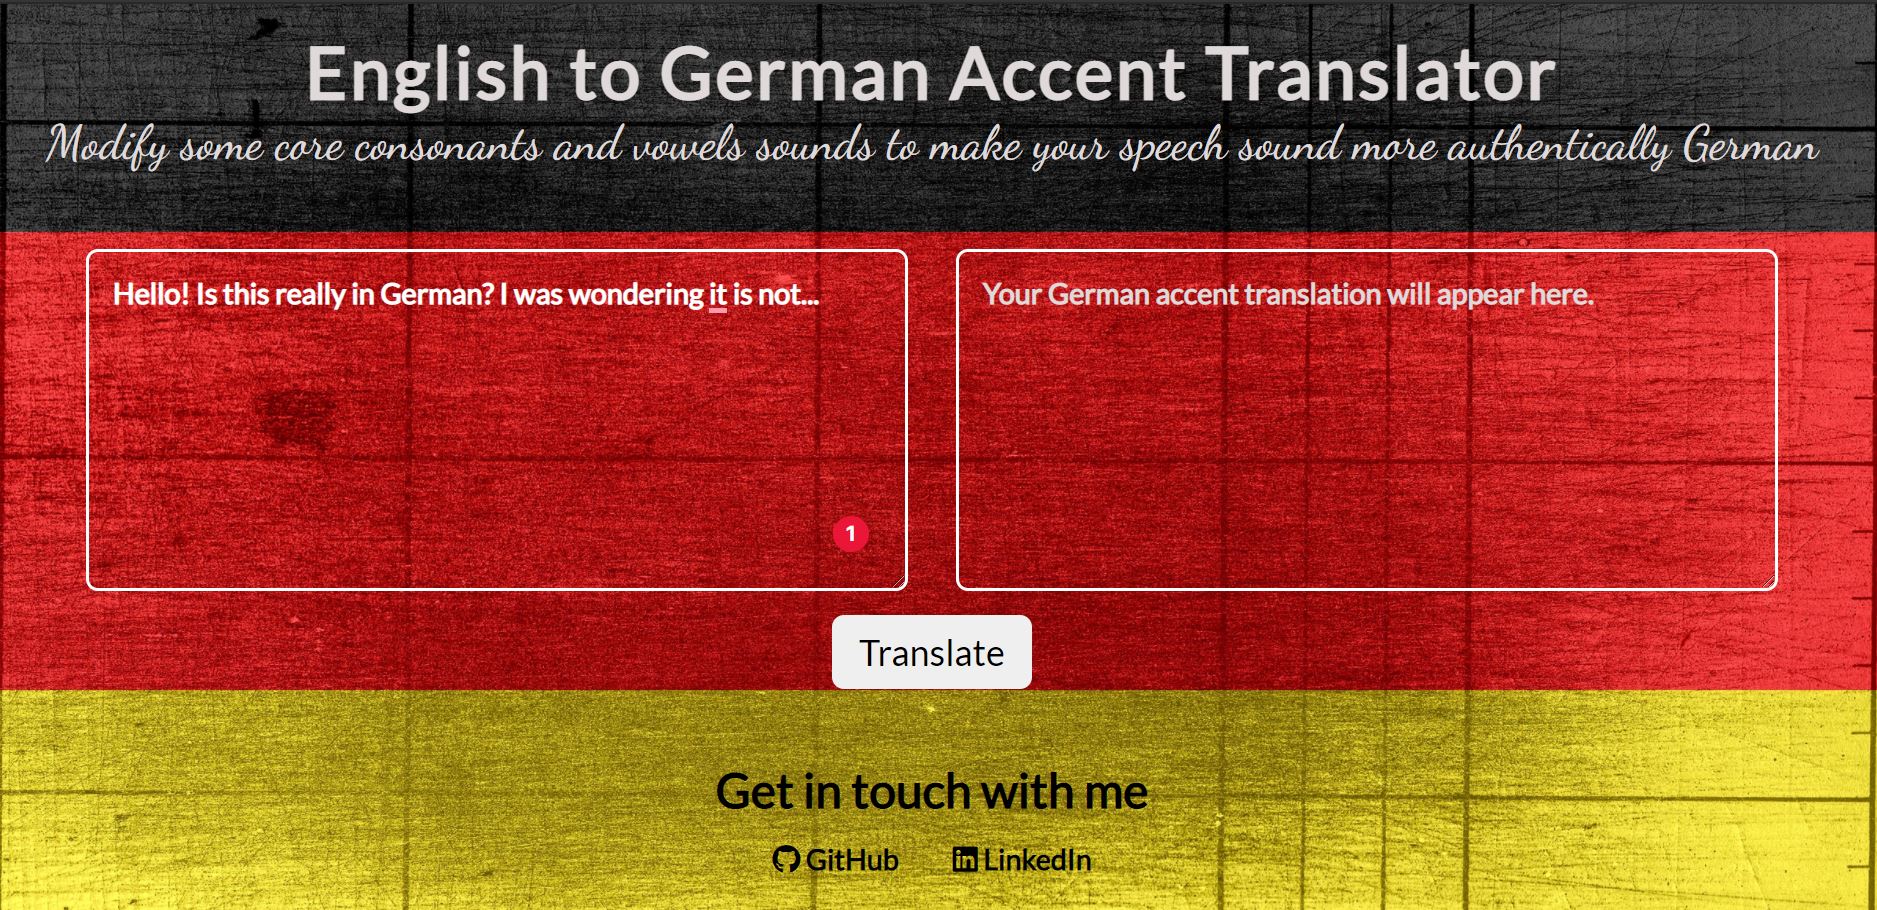 English to German Accent Translator
Modify some core consonants and vowels sounds to make your speech sound more authentically German
Hello! Is this really in German? I was wondering it is not...
Your German accent translation will appear here.
1
Translate
Get in touch with me
GitHub
LinkedIn